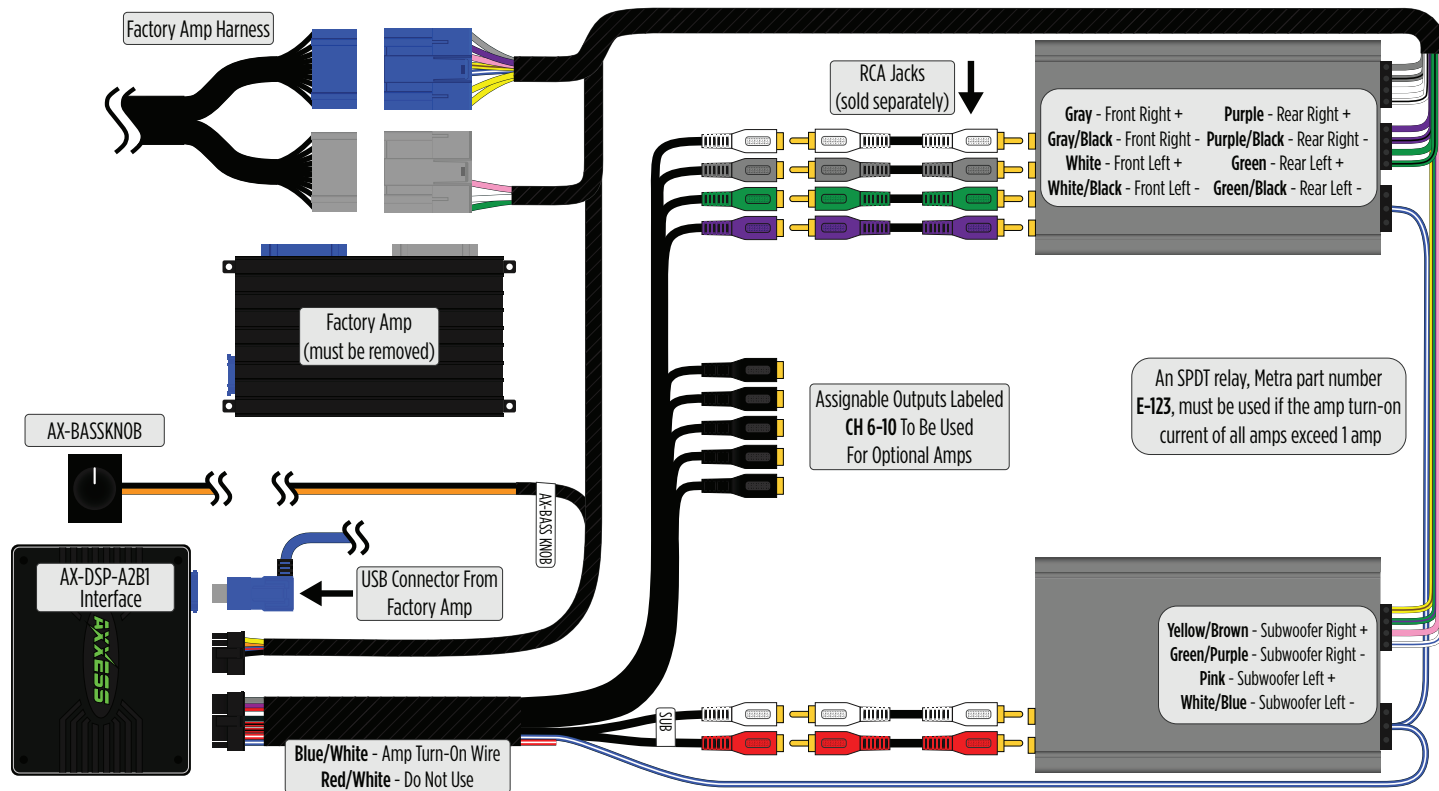 Factory Amp Harness
RCA Jacks
(sold separately)
Gray - Front Right +
Gray/Black - Front Right -
White - Front Left +
White/Black - Front Left -
Purple - Rear Right +
Purple/Black - Rear Right -
Green - Rear Left +
Green/Black - Rear Left -
Factory Amp
(must be removed)
Assignable Outputs Labeled
CH 6-10 To Be Used
For Optional Amps
An SPDT relay, Metra part number
E-123, must be used if the amp turn-on
current of all amps exceed 1 amp
AX-BASSKNOB
AX-BASS KNOB
AX-DSP-A2B1
Interface
AXXESS
USB Connector From
Factory Amp
Yellow/Brown - Subwoofer Right +
Green/Purple - Subwoofer Right -
Pink - Subwoofer Left +
White/Blue - Subwoofer Left -
SUB
Blue/White - Amp Turn-On Wire
Red/White - Do Not Use